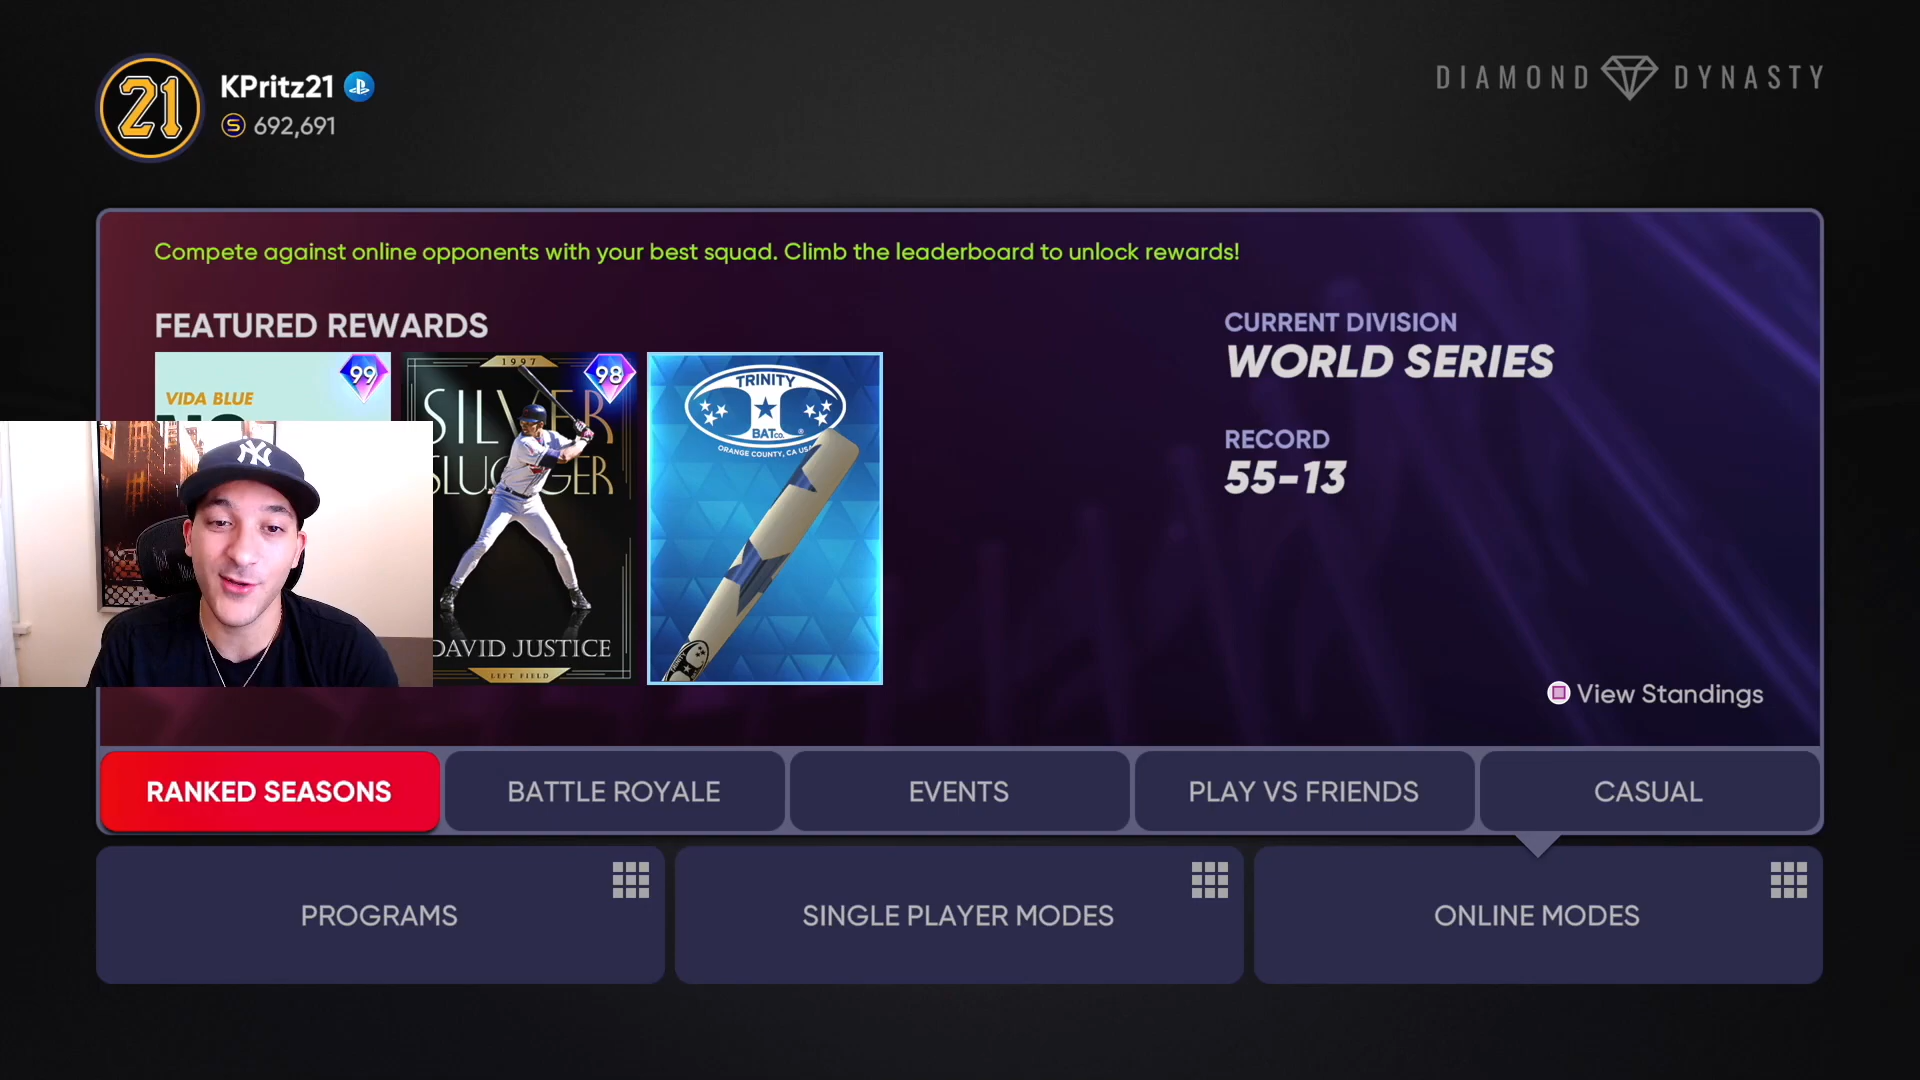 21
KPritz21
692,691
DIAMOND DYNASTY
Compete against online opponents with your best squad. Climb the leaderboard to unlock rewards!
FEATURED REWARDS
99
VIDA BLUE
1997
98
SILVER
SLUGGER
DAVID JUSTICE
LEFT FIELD
TRINITY
BAT CO.
ORANGE COUNTY, CA USA
TRINITY
CURRENT DIVISION
WORLD SERIES
RECORD
55-13
View Standings
RANKED SEASONS
BATTLE ROYALE
EVENTS
PLAY VS FRIENDS
CASUAL
PROGRAMS
SINGLE PLAYER MODES
ONLINE MODES